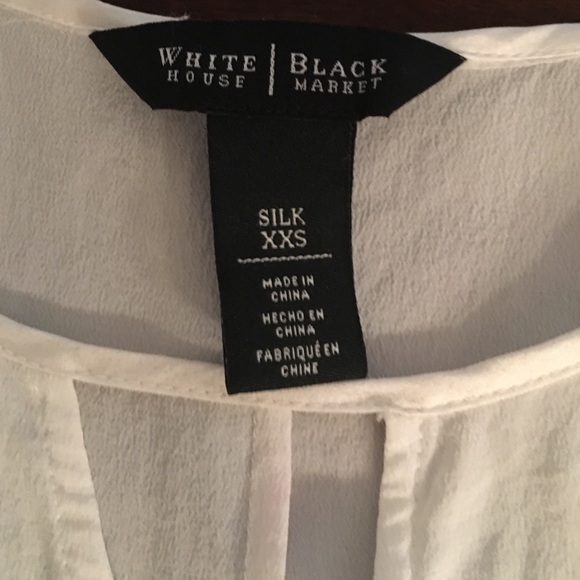 WHITE | BLACK
HOUSE | MARKET
SILK
XXS
MADE IN
CHINA
HECHO EN
CHINA
FABRIQUÉ EN
CHINE